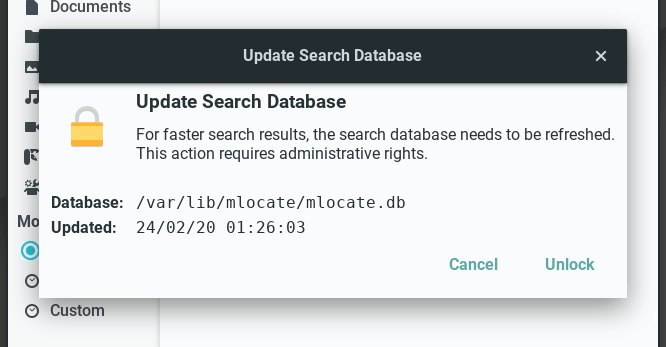 Documents
Update Search Database
Update Search Database
For faster search results, the search database needs to be refreshed.
This action requires administrative rights.
Database: /var/lib/mlocate/mlocate.db
Mo
Updated: 24/02/20 01:26:03
Cancel Unlock
Custom